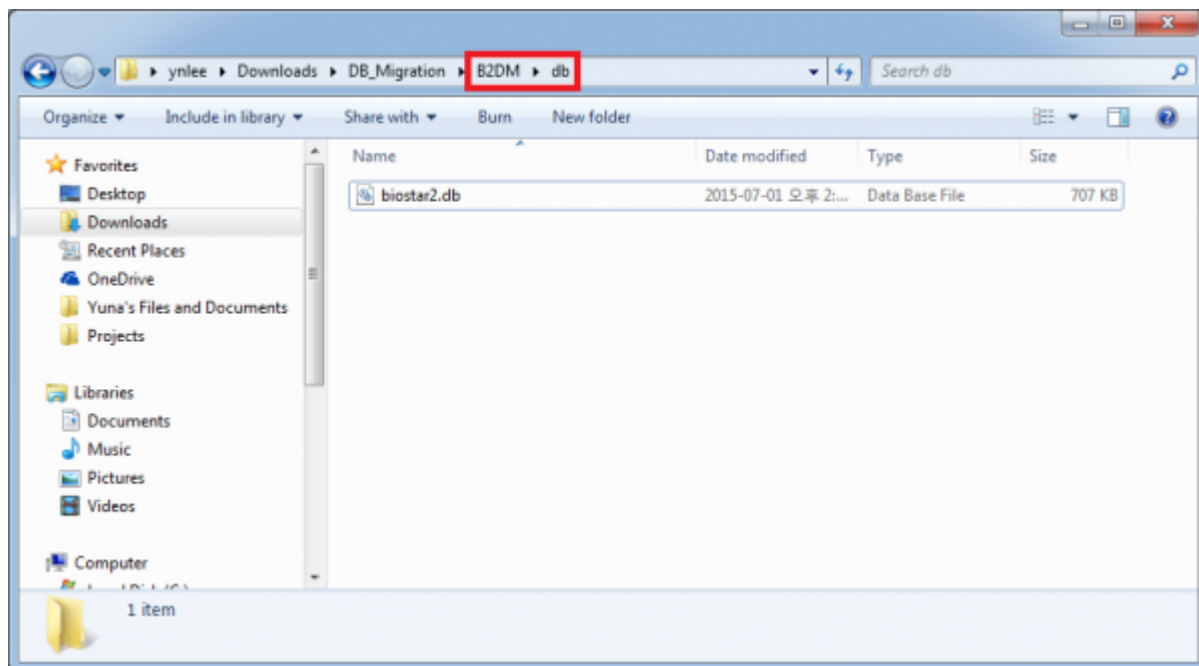 ynlee Downloads DB_Migration B2DM db Search db
Organize Include in library Share with Burn New folder
Name Date modified Type Size
biostar2.db 2015-07-01 오후 2:... Data Base File 707 KB
Favorites
Desktop
Downloads
Recent Places
OneDrive
Yuna's Files and Documents
Projects
Libraries
Documents
Music
Pictures
Videos
Computer
1 item